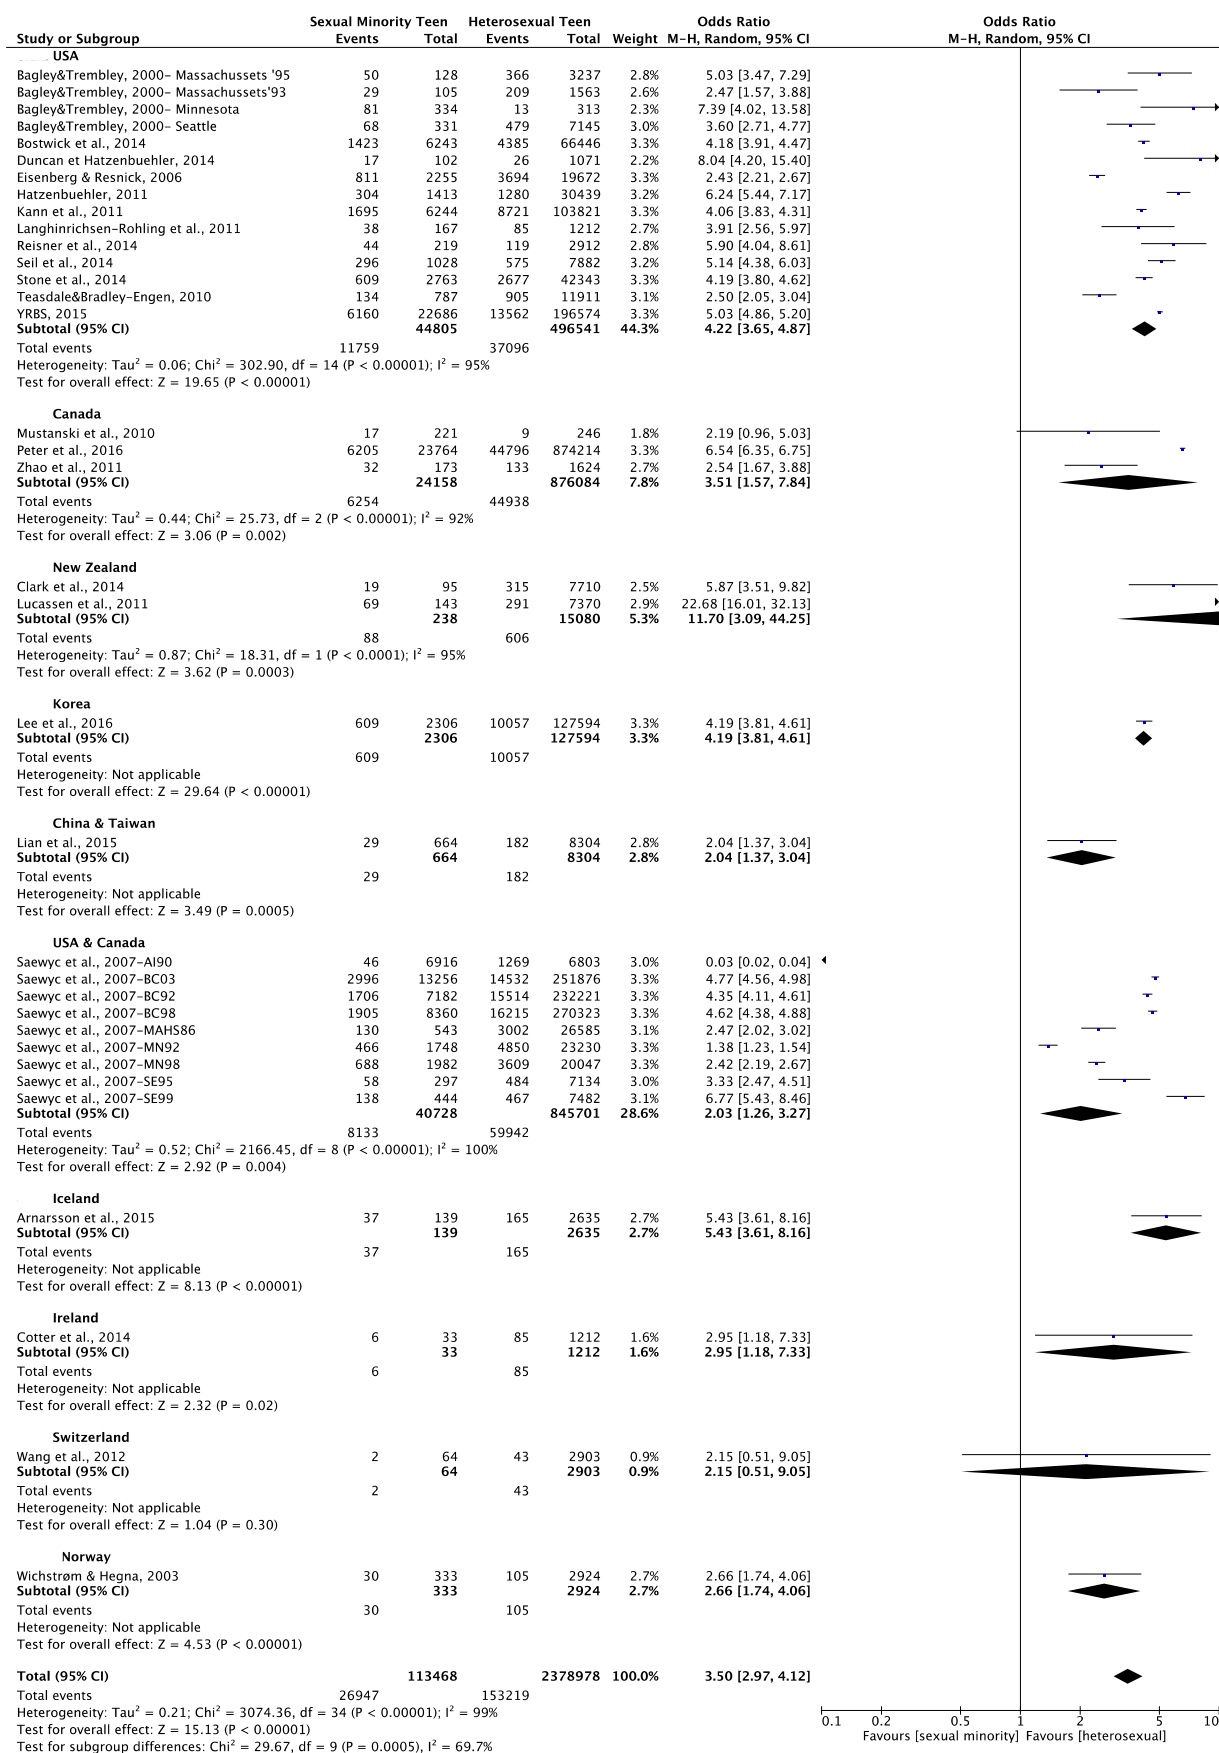 Sexual Minority Teen Heterosexual Teen Odds Ratio Odds Ratio
Study or Subgroup Events Total Events Total Weight M-H, Random, 95% CI M-H, Random, 95% CI
USA
Bagley&Trembley, 2000- Massachussets '95 50 128 366 3237 2.8% 5.03 [3.47, 7.29]
Bagley&Trembley, 2000- Massachussets'93 29 105 209 1563 2.6% 2.47 [1.57, 3.88]
Bagley&Trembley, 2000- Minnesota 81 334 13 313 2.3% 7.39 [4.02, 13.58]
Bagley&Trembley, 2000- Seattle 68 331 479 7145 3.0% 3.60 [2.71, 4.77]
Bostwick et al., 2014 1423 6243 4385 66446 3.3% 4.18 [3.91, 4.47]
Duncan et Hatzenbuehler, 2014 17 102 26 1071 2.2% 8.04 [4.20, 15.40]
Eisenberg & Resnick, 2006 811 2255 3694 19672 3.3% 2.43 [2.21, 2.67]
Hatzenbuehler, 2011 304 1413 1280 30439 3.2% 6.24 [5.44, 7.17]
Kann et al., 2011 1695 6244 8721 103821 3.3% 4.06 [3.83, 4.31]
Langhinrichsen-Rohling et al., 2011 38 167 85 1212 2.7% 3.91 [2.56, 5.97]
Reisner et al., 2014 44 219 119 2912 2.8% 5.90 [4.04, 8.61]
Seil et al., 2014 296 1028 575 7882 3.2% 5.14 [4.38, 6.03]
Stone et al., 2014 609 2763 2677 42343 3.3% 4.19 [3.80, 4.62]
Teasdale&Bradley-Engen, 2010 134 787 905 11911 3.1% 2.50 [2.05, 3.04]
YRBS, 2015 6160 22686 13562 196574 3.3% 5.03 [4.86, 5.20]
Subtotal (95% CI) 44805 496541 44.3% 4.22 [3.65, 4.87]
Total events 11759 37096
Heterogeneity: Tau² = 0.06; Chi² = 302.90, df = 14 (P < 0.00001); I² = 95%
Test for overall effect: Z = 19.65 (P < 0.00001)
Canada
Mustanski et al., 2010 17 221 9 246 1.8% 2.19 [0.96, 5.03]
Peter et al., 2016 6205 23764 44796 874214 3.3% 6.54 [6.35, 6.75]
Zhao et al., 2011 32 173 133 1624 2.7% 2.54 [1.67, 3.88]
Subtotal (95% CI) 24158 876084 7.8% 3.51 [1.57, 7.84]
Total events 6254 44938
Heterogeneity: Tau² = 0.44; Chi² = 25.73, df = 2 (P < 0.00001); I² = 92%
Test for overall effect: Z = 3.06 (P = 0.002)
New Zealand
Clark et al., 2014 19 95 315 7710 2.5% 5.87 [3.51, 9.82]
Lucassen et al., 2011 69 143 291 7370 2.9% 22.68 [16.01, 32.13]
Subtotal (95% CI) 238 15080 5.3% 11.70 [3.09, 44.25]
Total events 88 606
Heterogeneity: Tau² = 0.87; Chi² = 18.31, df = 1 (P < 0.0001); I² = 95%
Test for overall effect: Z = 3.62 (P = 0.0003)
Korea
Lee et al., 2016 609 2306 10057 127594 3.3% 4.19 [3.81, 4.61]
Subtotal (95% CI) 2306 127594 3.3% 4.19 [3.81, 4.61]
Total events 609 10057
Heterogeneity: Not applicable
Test for overall effect: Z = 29.64 (P < 0.00001)
China & Taiwan
Lian et al., 2015 29 664 182 8304 2.8% 2.04 [1.37, 3.04]
Subtotal (95% CI) 664 8304 2.8% 2.04 [1.37, 3.04]
Total events 29 182
Heterogeneity: Not applicable
Test for overall effect: Z = 3.49 (P = 0.0005)
USA & Canada
Saewyc et al., 2007-AI90 46 6916 1269 6803 3.0% 0.03 [0.02, 0.04]
Saewyc et al., 2007-BC03 2996 13256 14532 251876 3.3% 4.77 [4.56, 4.98]
Saewyc et al., 2007-BC92 1706 7182 15514 232221 3.3% 4.35 [4.11, 4.61]
Saewyc et al., 2007-BC98 1905 8360 16215 270323 3.3% 4.62 [4.38, 4.88]
Saewyc et al., 2007-MAHS86 130 543 3002 26585 3.1% 2.47 [2.02, 3.02]
Saewyc et al., 2007-MN92 466 1748 4850 23230 3.3% 1.38 [1.23, 1.54]
Saewyc et al., 2007-MN98 688 1982 3609 20047 3.3% 2.42 [2.19, 2.67]
Saewyc et al., 2007-SE95 58 297 484 7134 3.0% 3.33 [2.47, 4.51]
Saewyc et al., 2007-SE99 138 444 467 7482 3.1% 6.77 [5.43, 8.46]
Subtotal (95% CI) 40728 845701 28.6% 2.03 [1.26, 3.27]
Total events 8133 59942
Heterogeneity: Tau² = 0.52; Chi² = 2166.45, df = 8 (P < 0.00001); I² = 100%
Test for overall effect: Z = 2.92 (P = 0.004)
Iceland
Arnarsson et al., 2015 37 139 165 2635 2.7% 5.43 [3.61, 8.16]
Subtotal (95% CI) 139 2635 2.7% 5.43 [3.61, 8.16]
Total events 37 165
Heterogeneity: Not applicable
Test for overall effect: Z = 8.13 (P < 0.00001)
Ireland
Cotter et al., 2014 6 33 85 1212 1.6% 2.95 [1.18, 7.33]
Subtotal (95% CI) 33 1212 1.6% 2.95 [1.18, 7.33]
Total events 6 85
Heterogeneity: Not applicable
Test for overall effect: Z = 2.32 (P = 0.02)
Switzerland
Wang et al., 2012 2 64 43 2903 0.9% 2.15 [0.51, 9.05]
Subtotal (95% CI) 64 2903 0.9% 2.15 [0.51, 9.05]
Total events 2 43
Heterogeneity: Not applicable
Test for overall effect: Z = 1.04 (P = 0.30)
Norway
Wichstrøm & Hegna, 2003 30 333 105 2924 2.7% 2.66 [1.74, 4.06]
Subtotal (95% CI) 333 2924 2.7% 2.66 [1.74, 4.06]
Total events 30 105
Heterogeneity: Not applicable
Test for overall effect: Z = 4.53 (P < 0.00001)
Total (95% CI) 113468 2378978 100.0% 3.50 [2.97, 4.12]
Total events 26947 153219
Heterogeneity: Tau² = 0.21; Chi² = 3074.36, df = 34 (P < 0.00001); I² = 99%
Test for overall effect: Z = 15.13 (P < 0.00001)
Test for subgroup differences: Chi² = 29.67, df = 9 (P = 0.0005), I² = 69.7%
0.1 0.2 0.5 1 2 5 10
Favours [sexual minority] Favours [heterosexual]